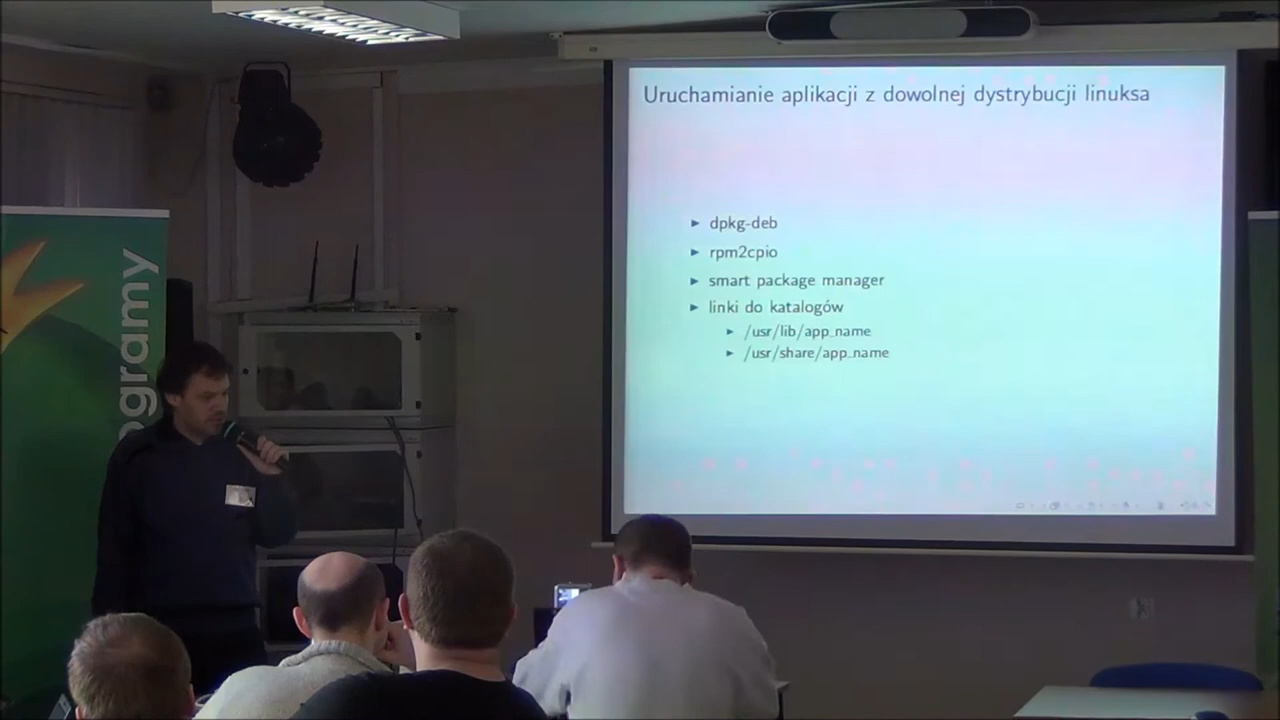 Uruchamianie aplikacji z dowolnej dystrybucji linuksa
dpkg-deb
rpm2cpio
smart package manager
linki do katalogów
/usr/lib/app_name
/usr/share/app_name
ogramy